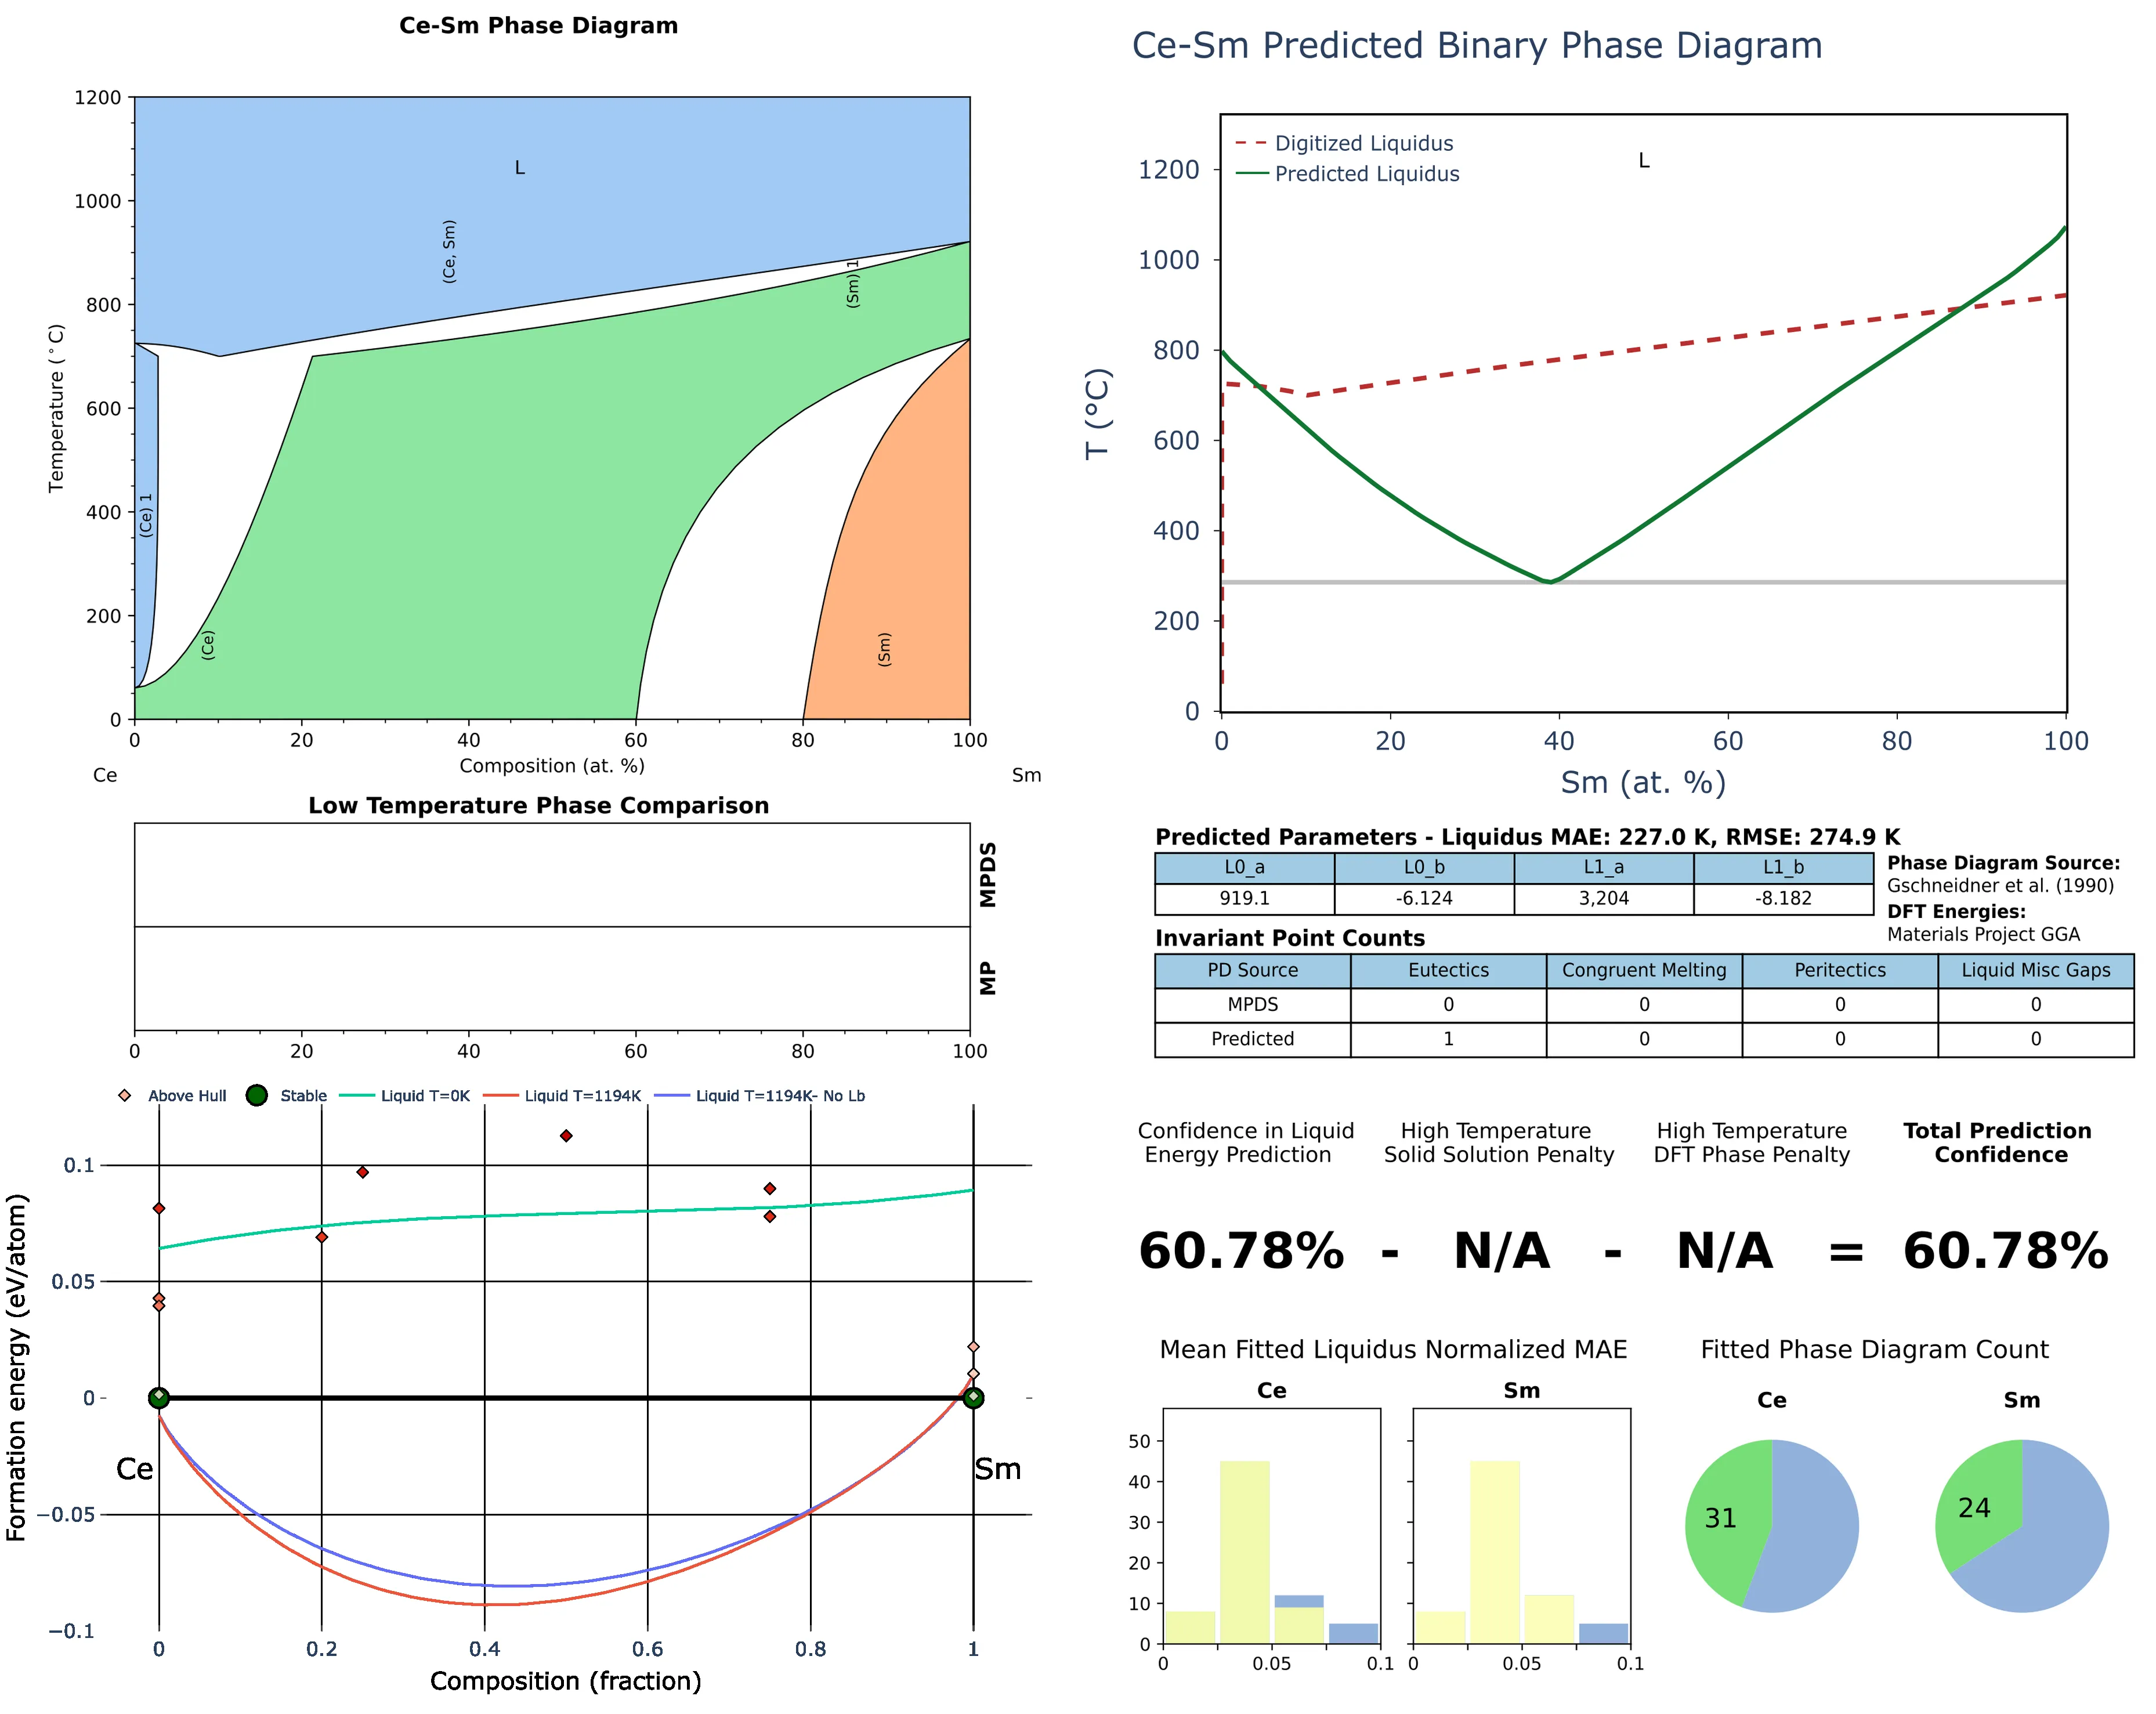 Ce-Sm Phase Diagram
1200
1000
800
600
400
200
0
Temperature (°C)
L
(Ce, Sm)
(Sm) 1
(Ce) 1
(Ce)
(Sm)
0 20 40 60 80 100
Composition (at. %)
Ce Sm
Low Temperature Phase Comparison
MPDS
MP
0 20 40 60 80 100
Above Hull Stable Liquid T=0K Liquid T=1194K Liquid T=1194K- No Lb
0.1
0.05
0
−0.05
−0.1
Formation energy (eV/atom)
Ce Sm
0 0.2 0.4 0.6 0.8 1
Composition (fraction)
Ce-Sm Predicted Binary Phase Diagram
Digitized Liquidus
Predicted Liquidus
L
1200
1000
800
600
400
200
0
T (°C)
0 20 40 60 80 100
Sm (at. %)
Predicted Parameters - Liquidus MAE: 227.0 K, RMSE: 274.9 K
L0_a L0_b L1_a L1_b
919.1 -6.124 3,204 -8.182
Phase Diagram Source:
Gschneidner et al. (1990)
DFT Energies:
Materials Project GGA
Invariant Point Counts
PD Source Eutectics Congruent Melting Peritectics Liquid Misc Gaps
MPDS 0 0 0 0
Predicted 1 0 0 0
Confidence in Liquid
Energy Prediction
High Temperature
Solid Solution Penalty
High Temperature
DFT Phase Penalty
Total Prediction
Confidence
60.78% - N/A - N/A = 60.78%
Mean Fitted Liquidus Normalized MAE
Ce Sm
50
40
30
20
10
0
0 0.05 0.1 0 0.05 0.1
Fitted Phase Diagram Count
Ce Sm
31 24